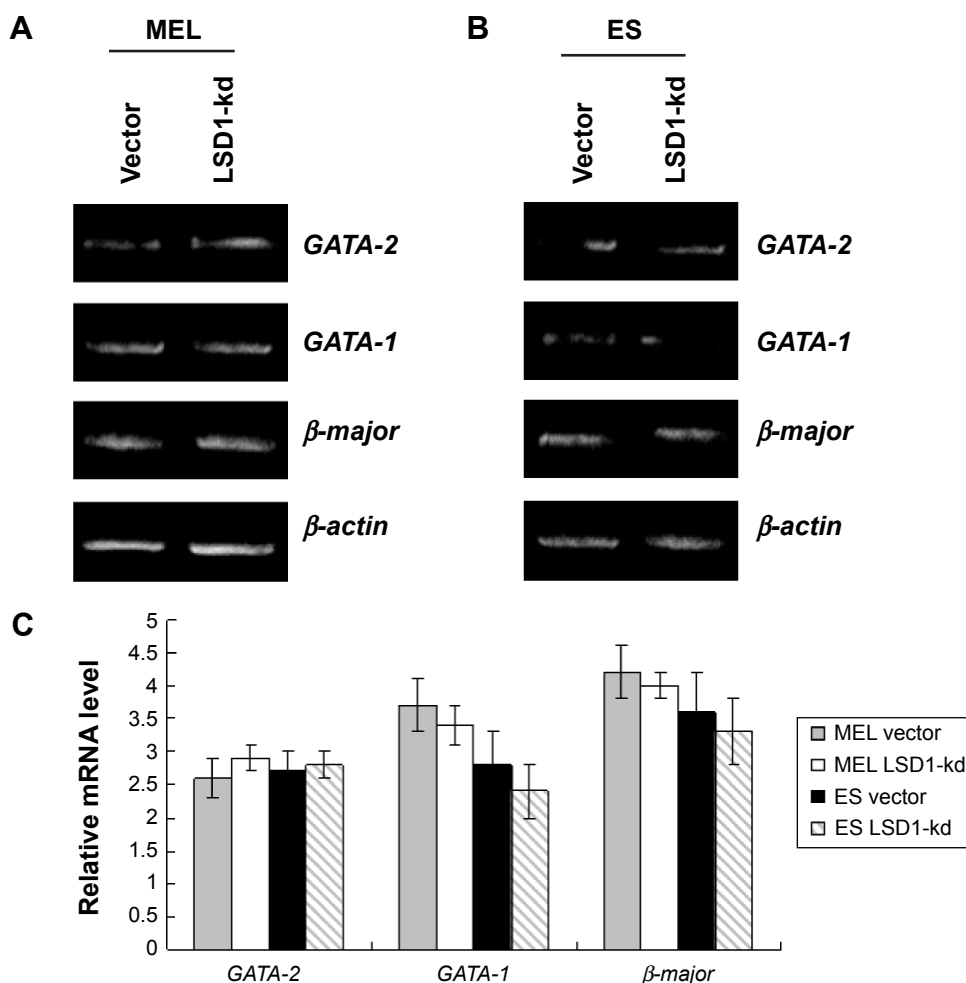 A
MEL
Vector
LSD1-kd
GATA-2
GATA-1
β-major
β-actin
B
ES
Vector
LSD1-kd
GATA-2
GATA-1
β-major
β-actin
C
Relative mRNA level
5
4.5
4
3.5
3
2.5
2
1.5
1
0.5
0
GATA-2 GATA-1 β-major
MEL vector
MEL LSD1-kd
ES vector
ES LSD1-kd